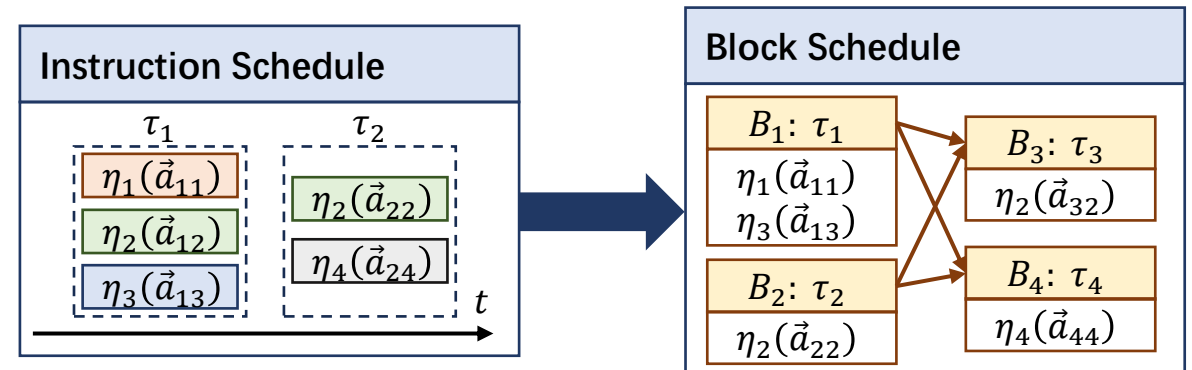 Instruction Schedule
τ₁ τ₂
η₁(a⃗₁₁)
η₂(a⃗₁₂)
η₃(a⃗₁₃)
η₂(a⃗₂₂)
η₄(a⃗₂₄)
t
Block Schedule
B₁: τ₁
η₁(a⃗₁₁)
η₃(a⃗₁₃)
B₂: τ₂
η₂(a⃗₂₂)
B₃: τ₃
η₂(a⃗₃₂)
B₄: τ₄
η₄(a⃗₄₄)